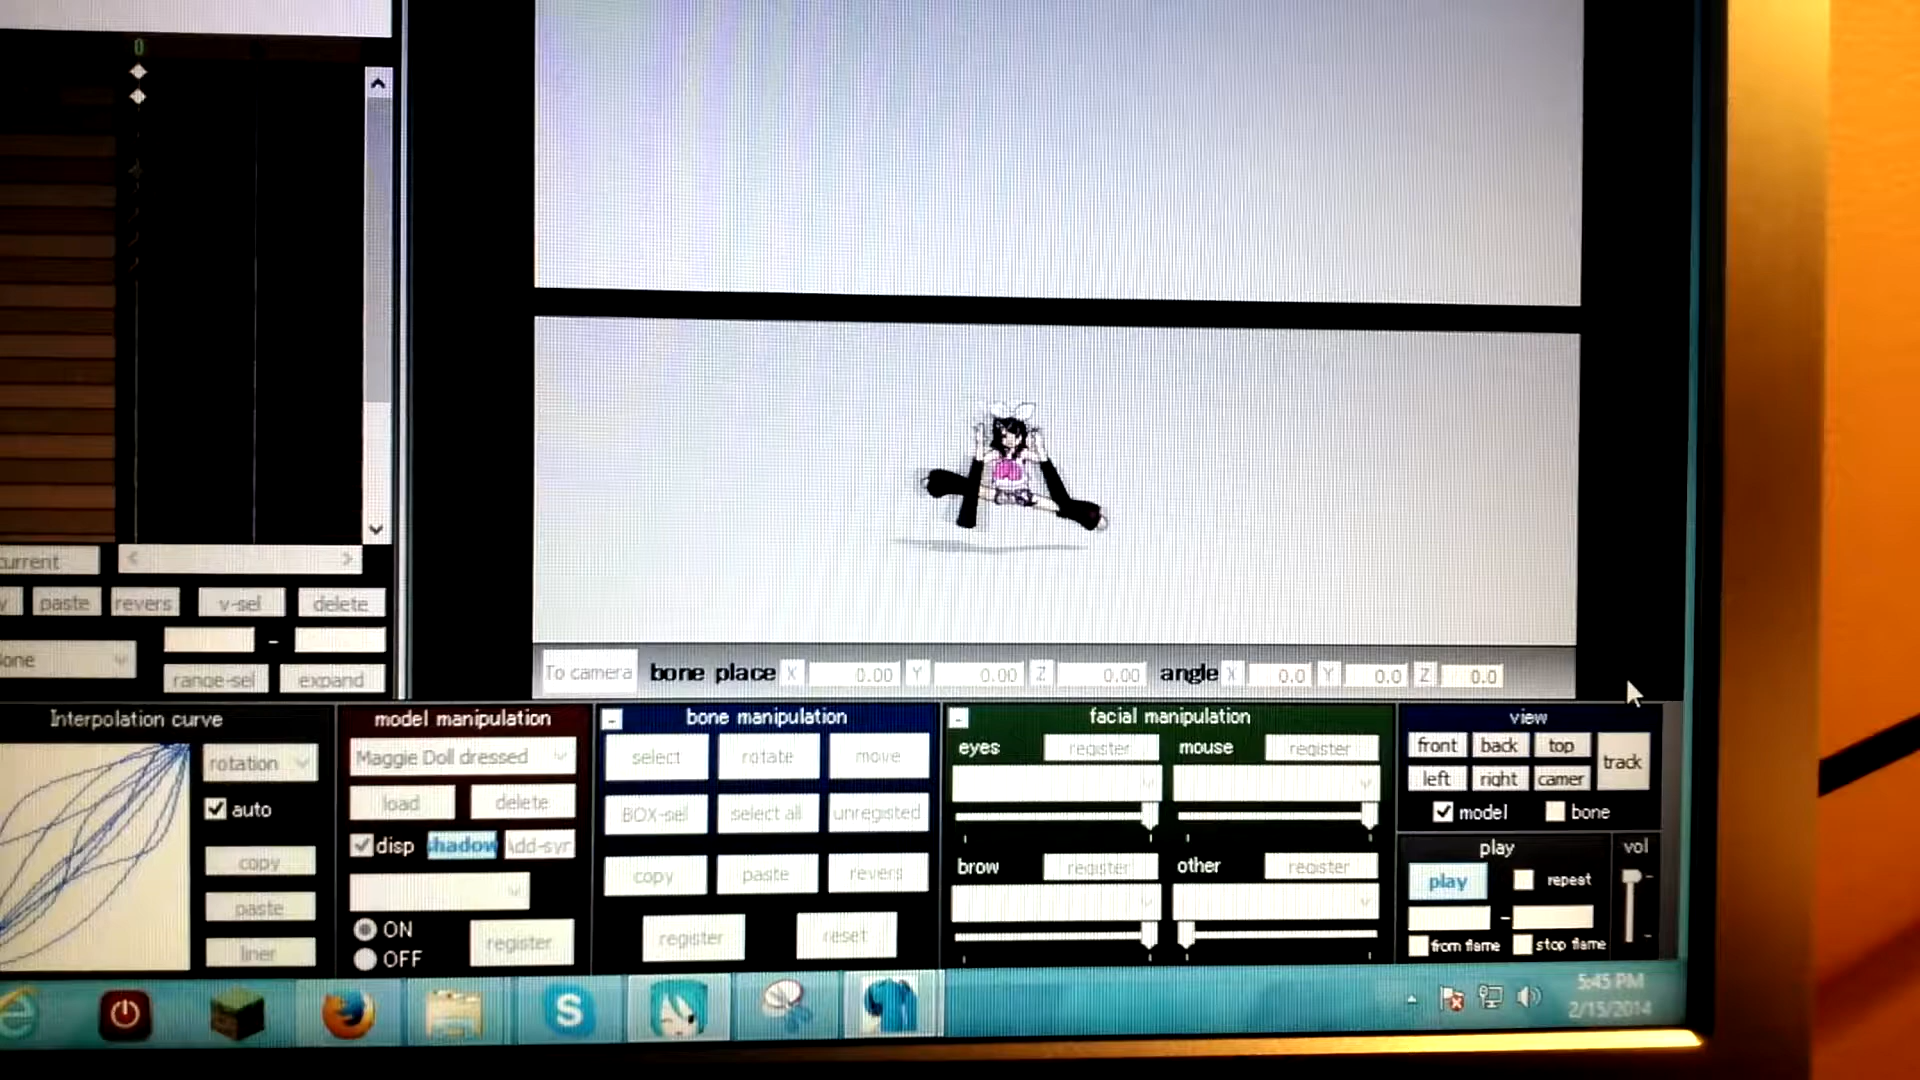 0
current
paste revers v-sel delete
-
range-sel expand
To camera bone place X 0.00 Y 0.00 Z 0.00 angle X 0.0 Y 0.0 Z 0.0
Interpolation curve
rotation
auto
copy
paste
liner
model manipulation
Maggie Doll dressed
load delete
disp shadow Add-syn
ON
OFF
register
bone manipulation
select rotate move
BOX-sel select all unregisted
copy paste revers
register reset
facial manipulation
eyes register mouse register
brow register other register
view
front back top
left right camer
track
model bone
play
play repeat
-
from flame stop flame
vol
5:45 PM
2/15/2014